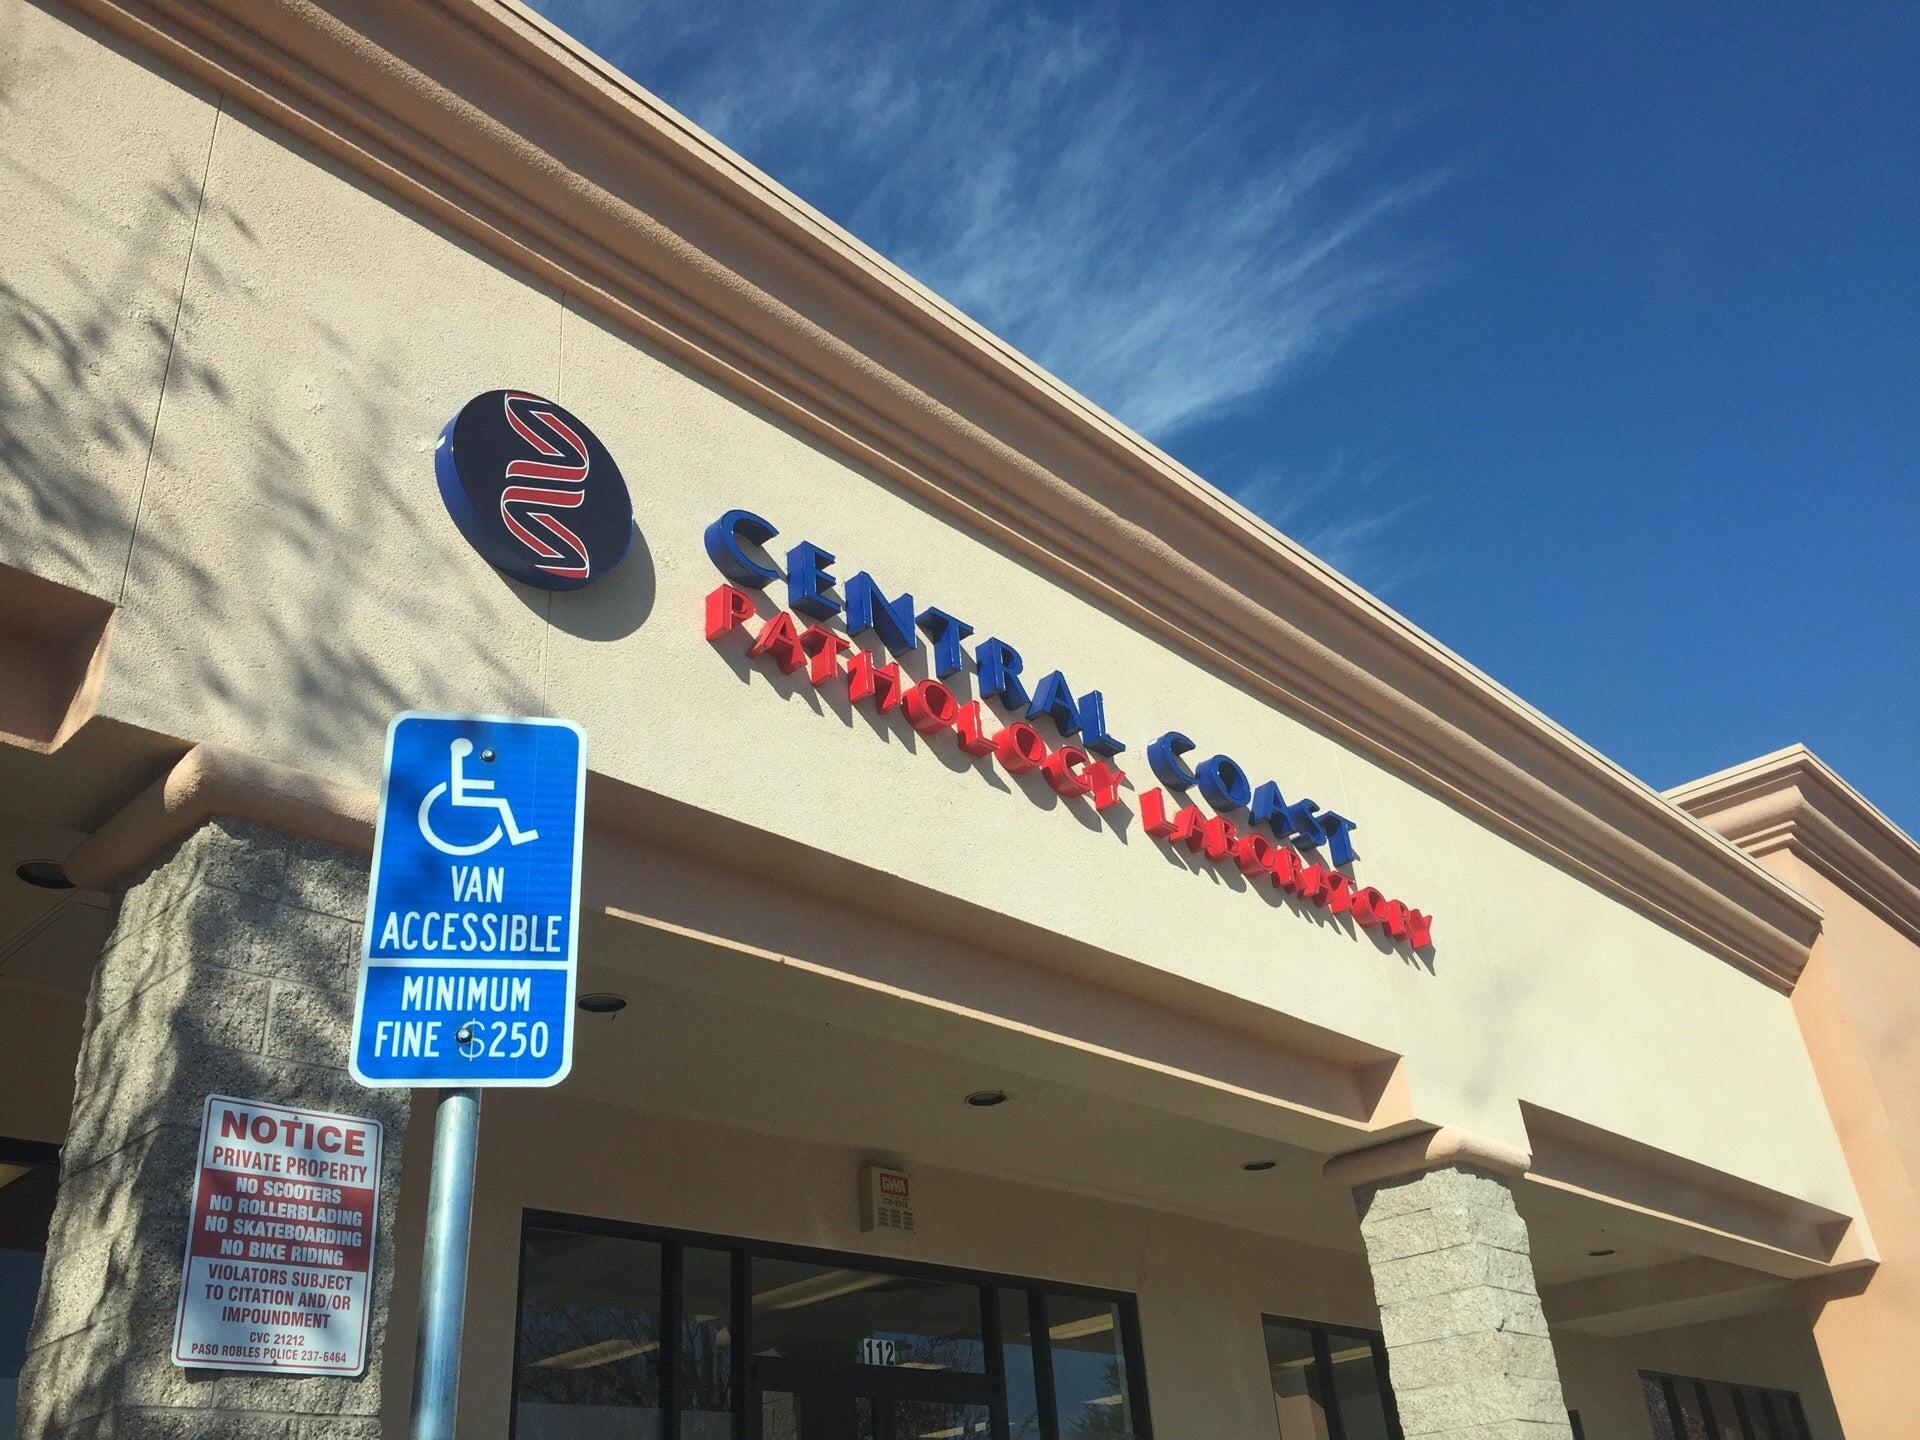 CENTRAL COAST
PATHOLOGY LABORATORY
VAN
ACCESSIBLE
MINIMUM
FINE $250
NOTICE
PRIVATE PROPERTY
NO SCOOTERS
NO ROLLERBLADING
NO SKATEBOARDING
NO BIKE RIDING
VIOLATORS SUBJECT
TO CITATION AND/OR
IMPOUNDMENT
CVC 21212
PASO ROBLES POLICE 237-6464
GWA
112